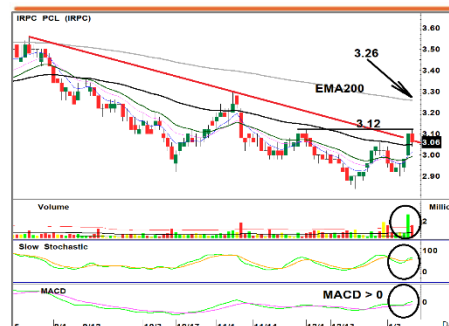 IRPC PCL (IRPC)
3.60
3.50
3.26
3.40
EMA200
3.30
3.20
3.12
3.10
3.06
3.00
2.90
Volume
Millio
2
Slow Stochastic
100
0
MACD
MACD > 0
0